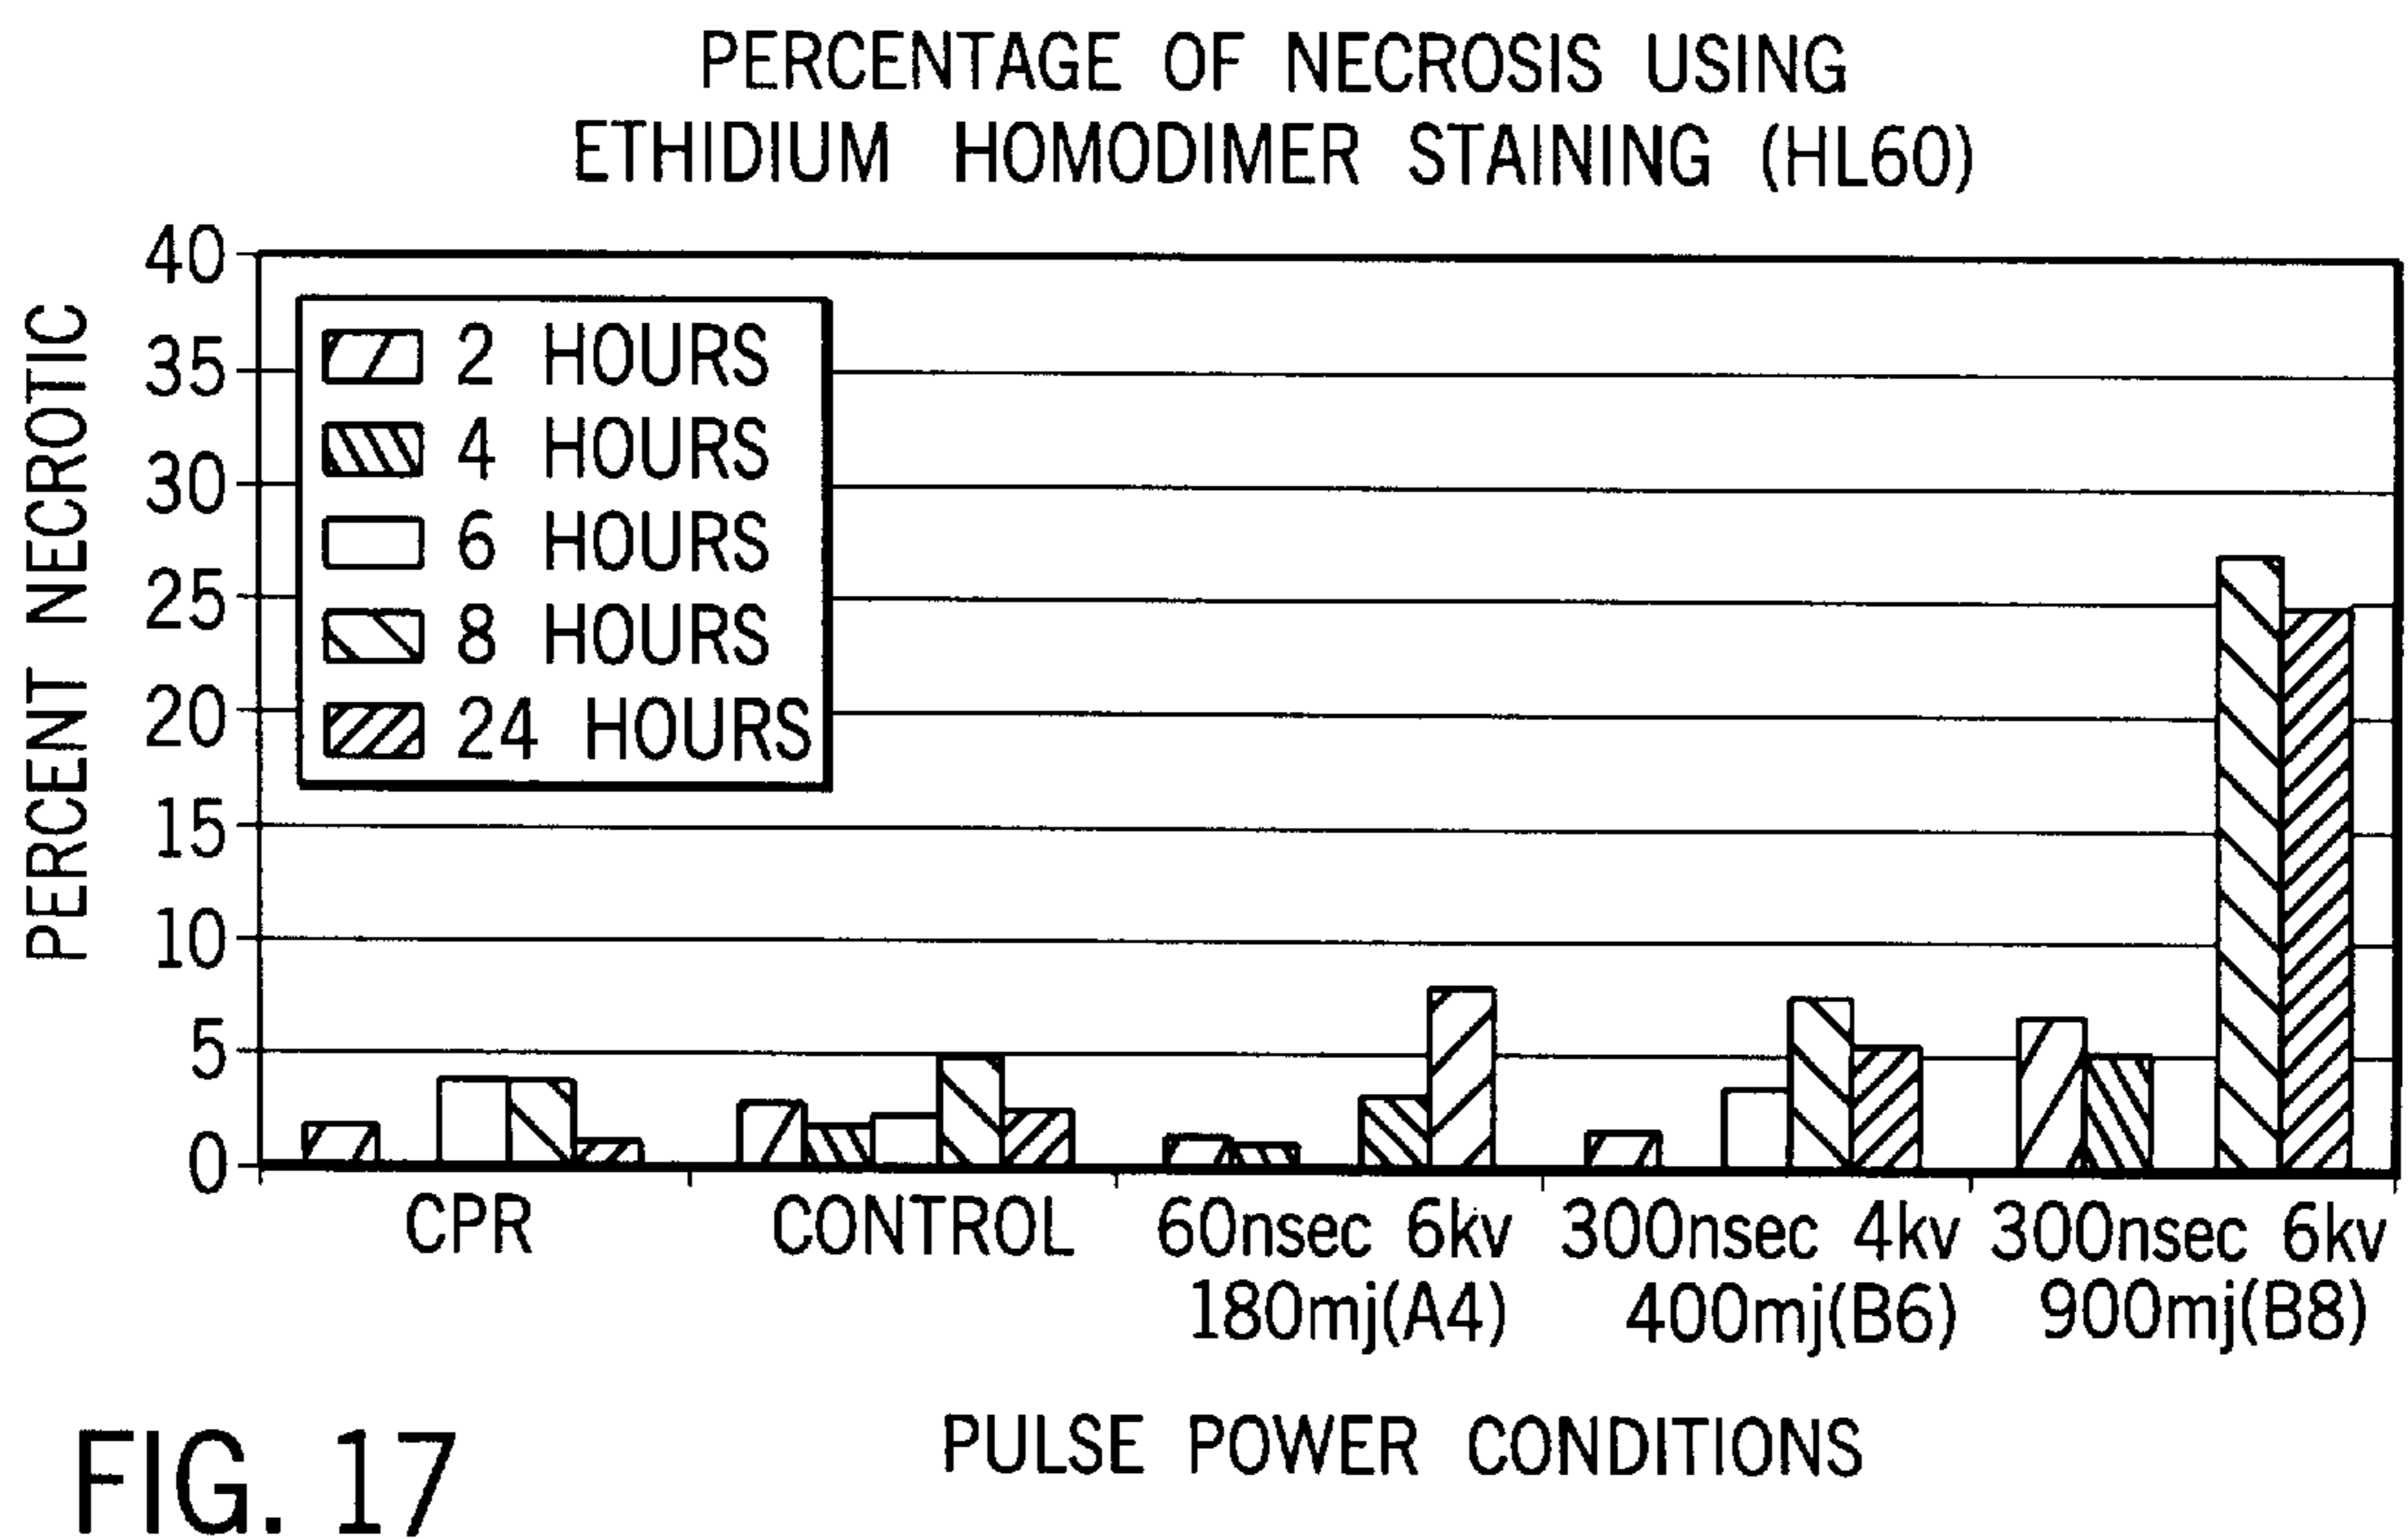 PERCENTAGE OF NECROSIS USING
ETHIDIUM HOMODIMER STAINING (HL60)
PERCENT NECROTIC
40
35
30
25
20
15
10
5
0
2 HOURS
4 HOURS
6 HOURS
8 HOURS
24 HOURS
CPR
CONTROL
60nsec 6kv
180mj(A4)
300nsec 4kv
400mj(B6)
300nsec 6kv
900mj(B8)
PULSE POWER CONDITIONS
FIG. 17